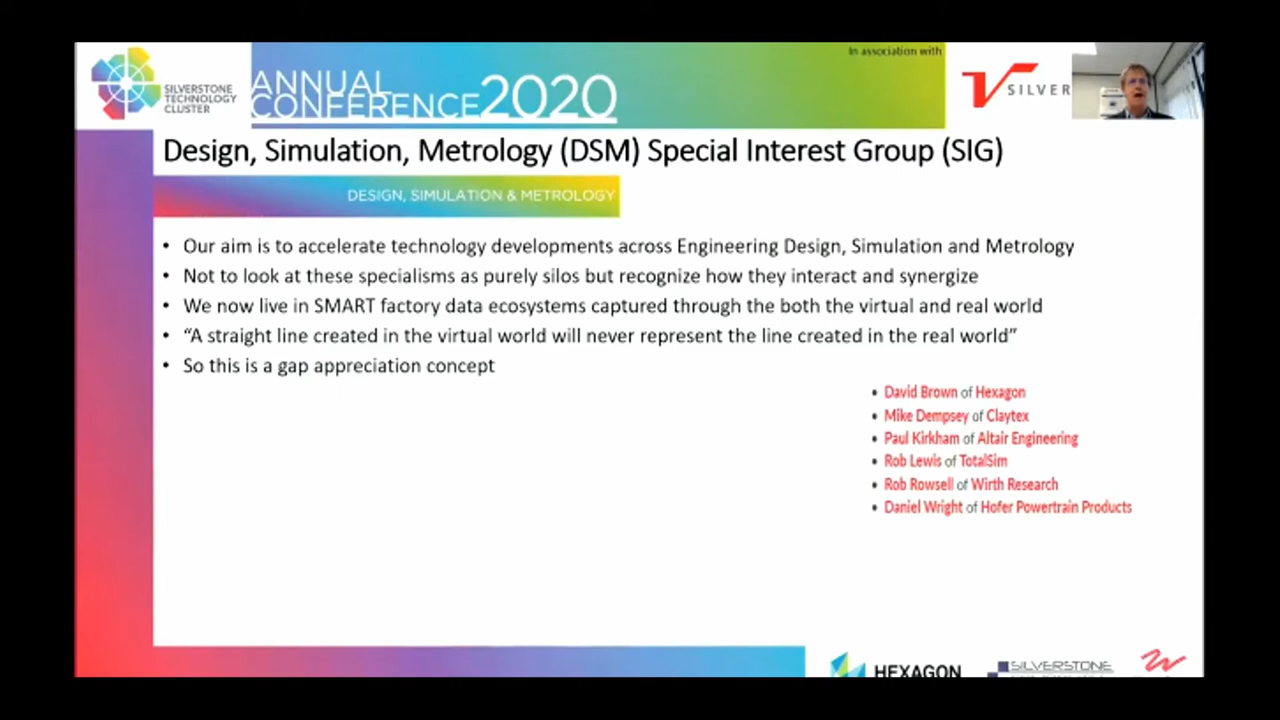 In association with
SILVERSTONE
TECHNOLOGY
CLUSTER
ANNUAL
CONFERENCE2020
SILVER
Design, Simulation, Metrology (DSM) Special Interest Group (SIG)
DESIGN, SIMULATION & METROLOGY
• Our aim is to accelerate technology developments across Engineering Design, Simulation and Metrology
• Not to look at these specialisms as purely silos but recognize how they interact and synergize
• We now live in SMART factory data ecosystems captured through the both the virtual and real world
• “A straight line created in the virtual world will never represent the line created in the real world”
• So this is a gap appreciation concept
• David Brown of Hexagon
• Mike Dempsey of Claytex
• Paul Kirkham of Altair Engineering
• Rob Lewis of TotalSim
• Rob Rowsell of Wirth Research
• Daniel Wright of Hofer Powertrain Products
HEXAGON
SILVERSTONE